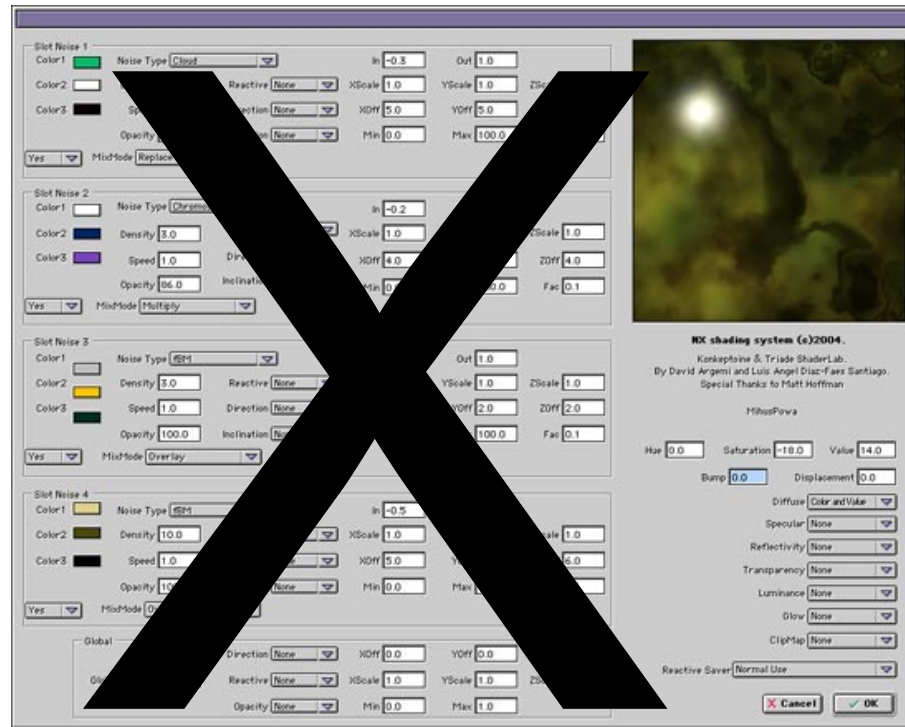 Slot Noise 1
Color1 Noise Type Cloud In -0.3 Out 1.0
Color2 Reactive None XScale 1.0 YScale 1.0
Color3 None XOff 5.0 YOff 5.0
Opacity None Min 0.0 Max 100.0
Yes MixMode Replace
Slot Noise 2
Color1 Noise Type In -0.2
Color2 Density 3.0 XScale 1.0 ZScale 1.0
Color3 Speed 1.0 XOff 4.0 ZOff 4.0
Opacity 86.0 Inclination Min Fac 0.1
Yes MixMode Multiply
Slot Noise 3
Color1 Noise Type fBM Out 1.0
Color2 Density 3.0 Reactive None YScale 1.0 ZScale 1.0
Color3 Speed 1.0 Direction None YOff 2.0 ZOff 2.0
Opacity 100.0 Inclination 100.0 Fac 0.1
Yes MixMode Overlay
Slot Noise 4
Color1 Noise Type fBM In -0.5
Color2 Density 10.0 XScale 1.0 1.0
Color3 Speed 1.0 None XOff 5.0 6.0
Opacity None Min 0.0 Max
Yes MixMode
Global
Direction None XOff 0.0 YOff 0.0
Reactive None XScale 1.0 YScale 1.0
Opacity None Min 0.0 Max 1.0
NX shading system (c)2004.
Konkeptoine & Triade ShaderLab.
By David Argemi and Luis Angel Diaz-Faes Santiago.
Special Thanks to Matt Hoffman
MihusPowa
Hue 0.0 Saturation -18.0 Value 14.0
Bump 0.0 Displacement 0.0
Diffuse Color and Value
Specular None
Reflectivity None
Transparency None
Luminance None
Glow None
ClipMap None
Reactive Saver Normal Use
Cancel OK